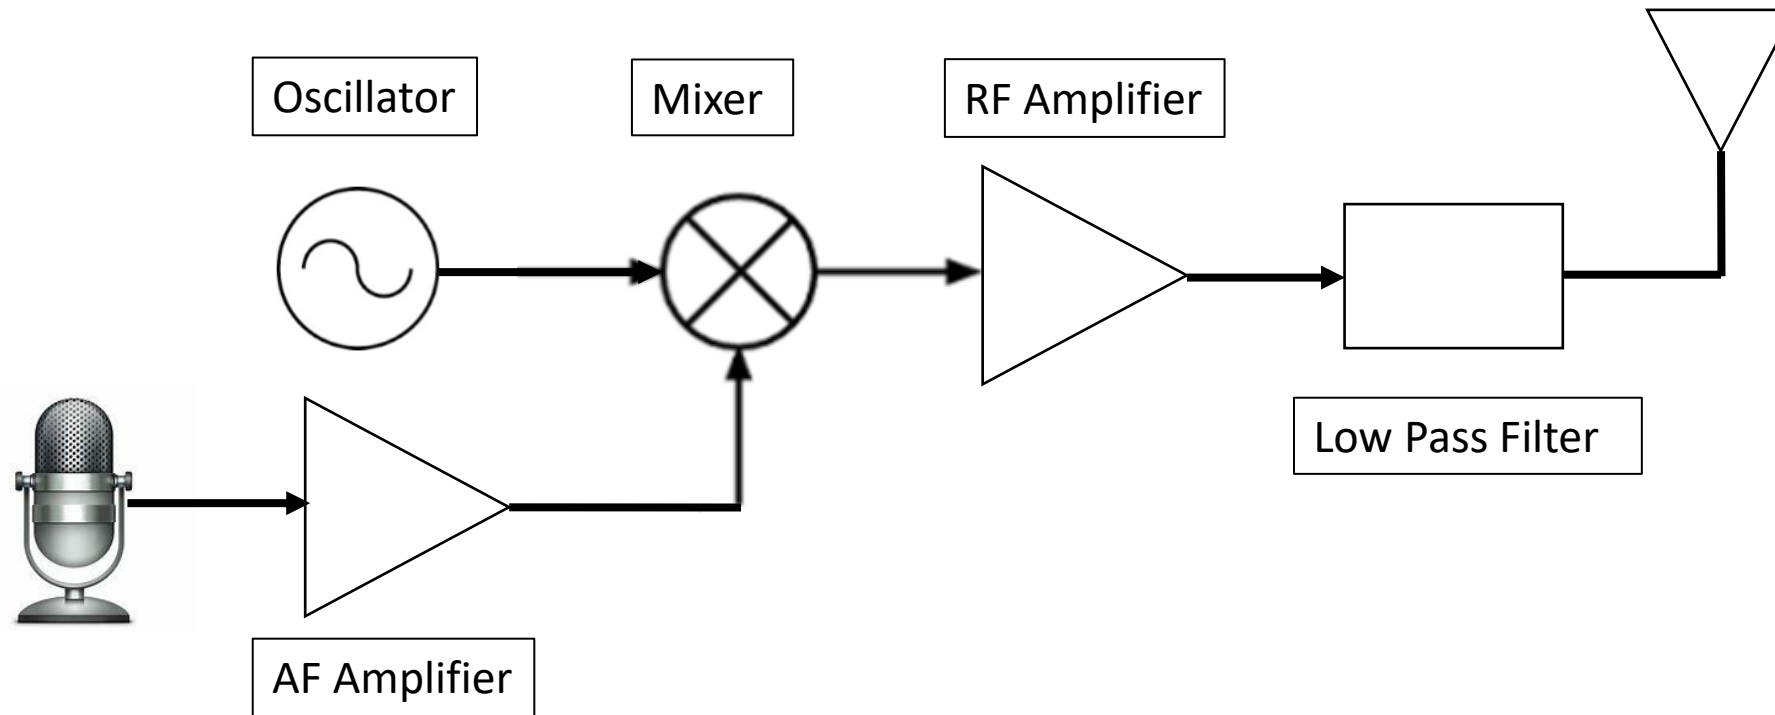 Oscillator
Mixer
RF Amplifier
Low Pass Filter
AF Amplifier